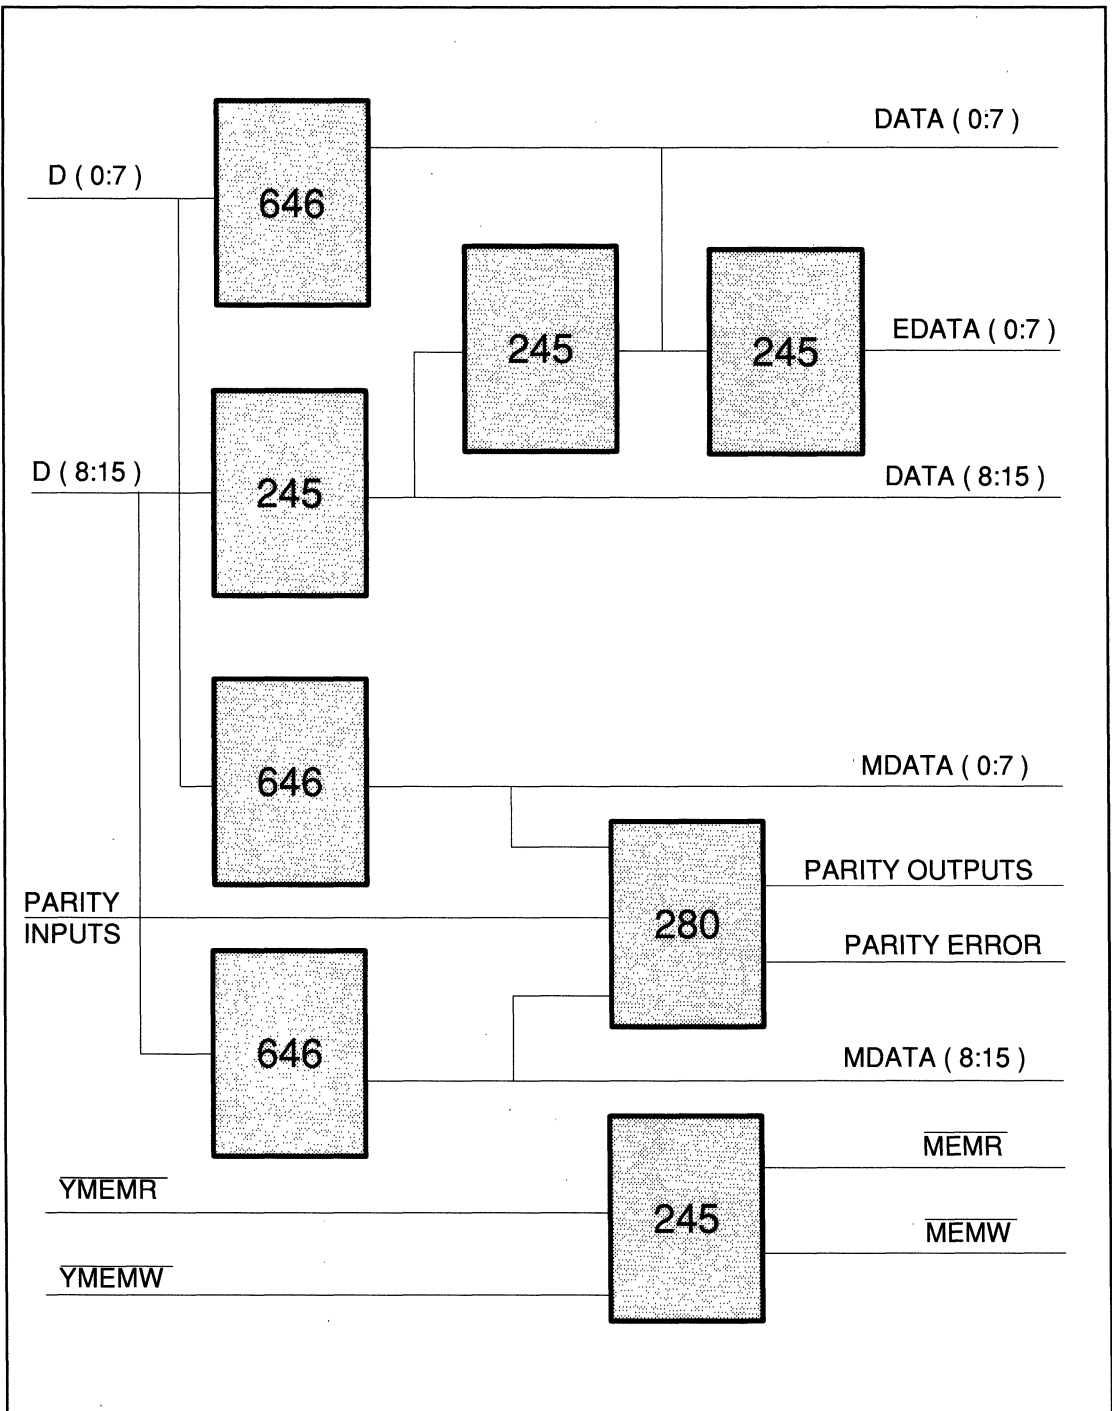 DATA ( 0:7 )
D ( 0:7 )
646
245
245
EDATA ( 0:7 )
D ( 8:15 )
245
DATA ( 8:15 )
646
MDATA ( 0:7 )
PARITY OUTPUTS
PARITY
INPUTS
280
PARITY ERROR
646
MDATA ( 8:15 )
MEMR
YMEMR
245
MEMW
YMEMW